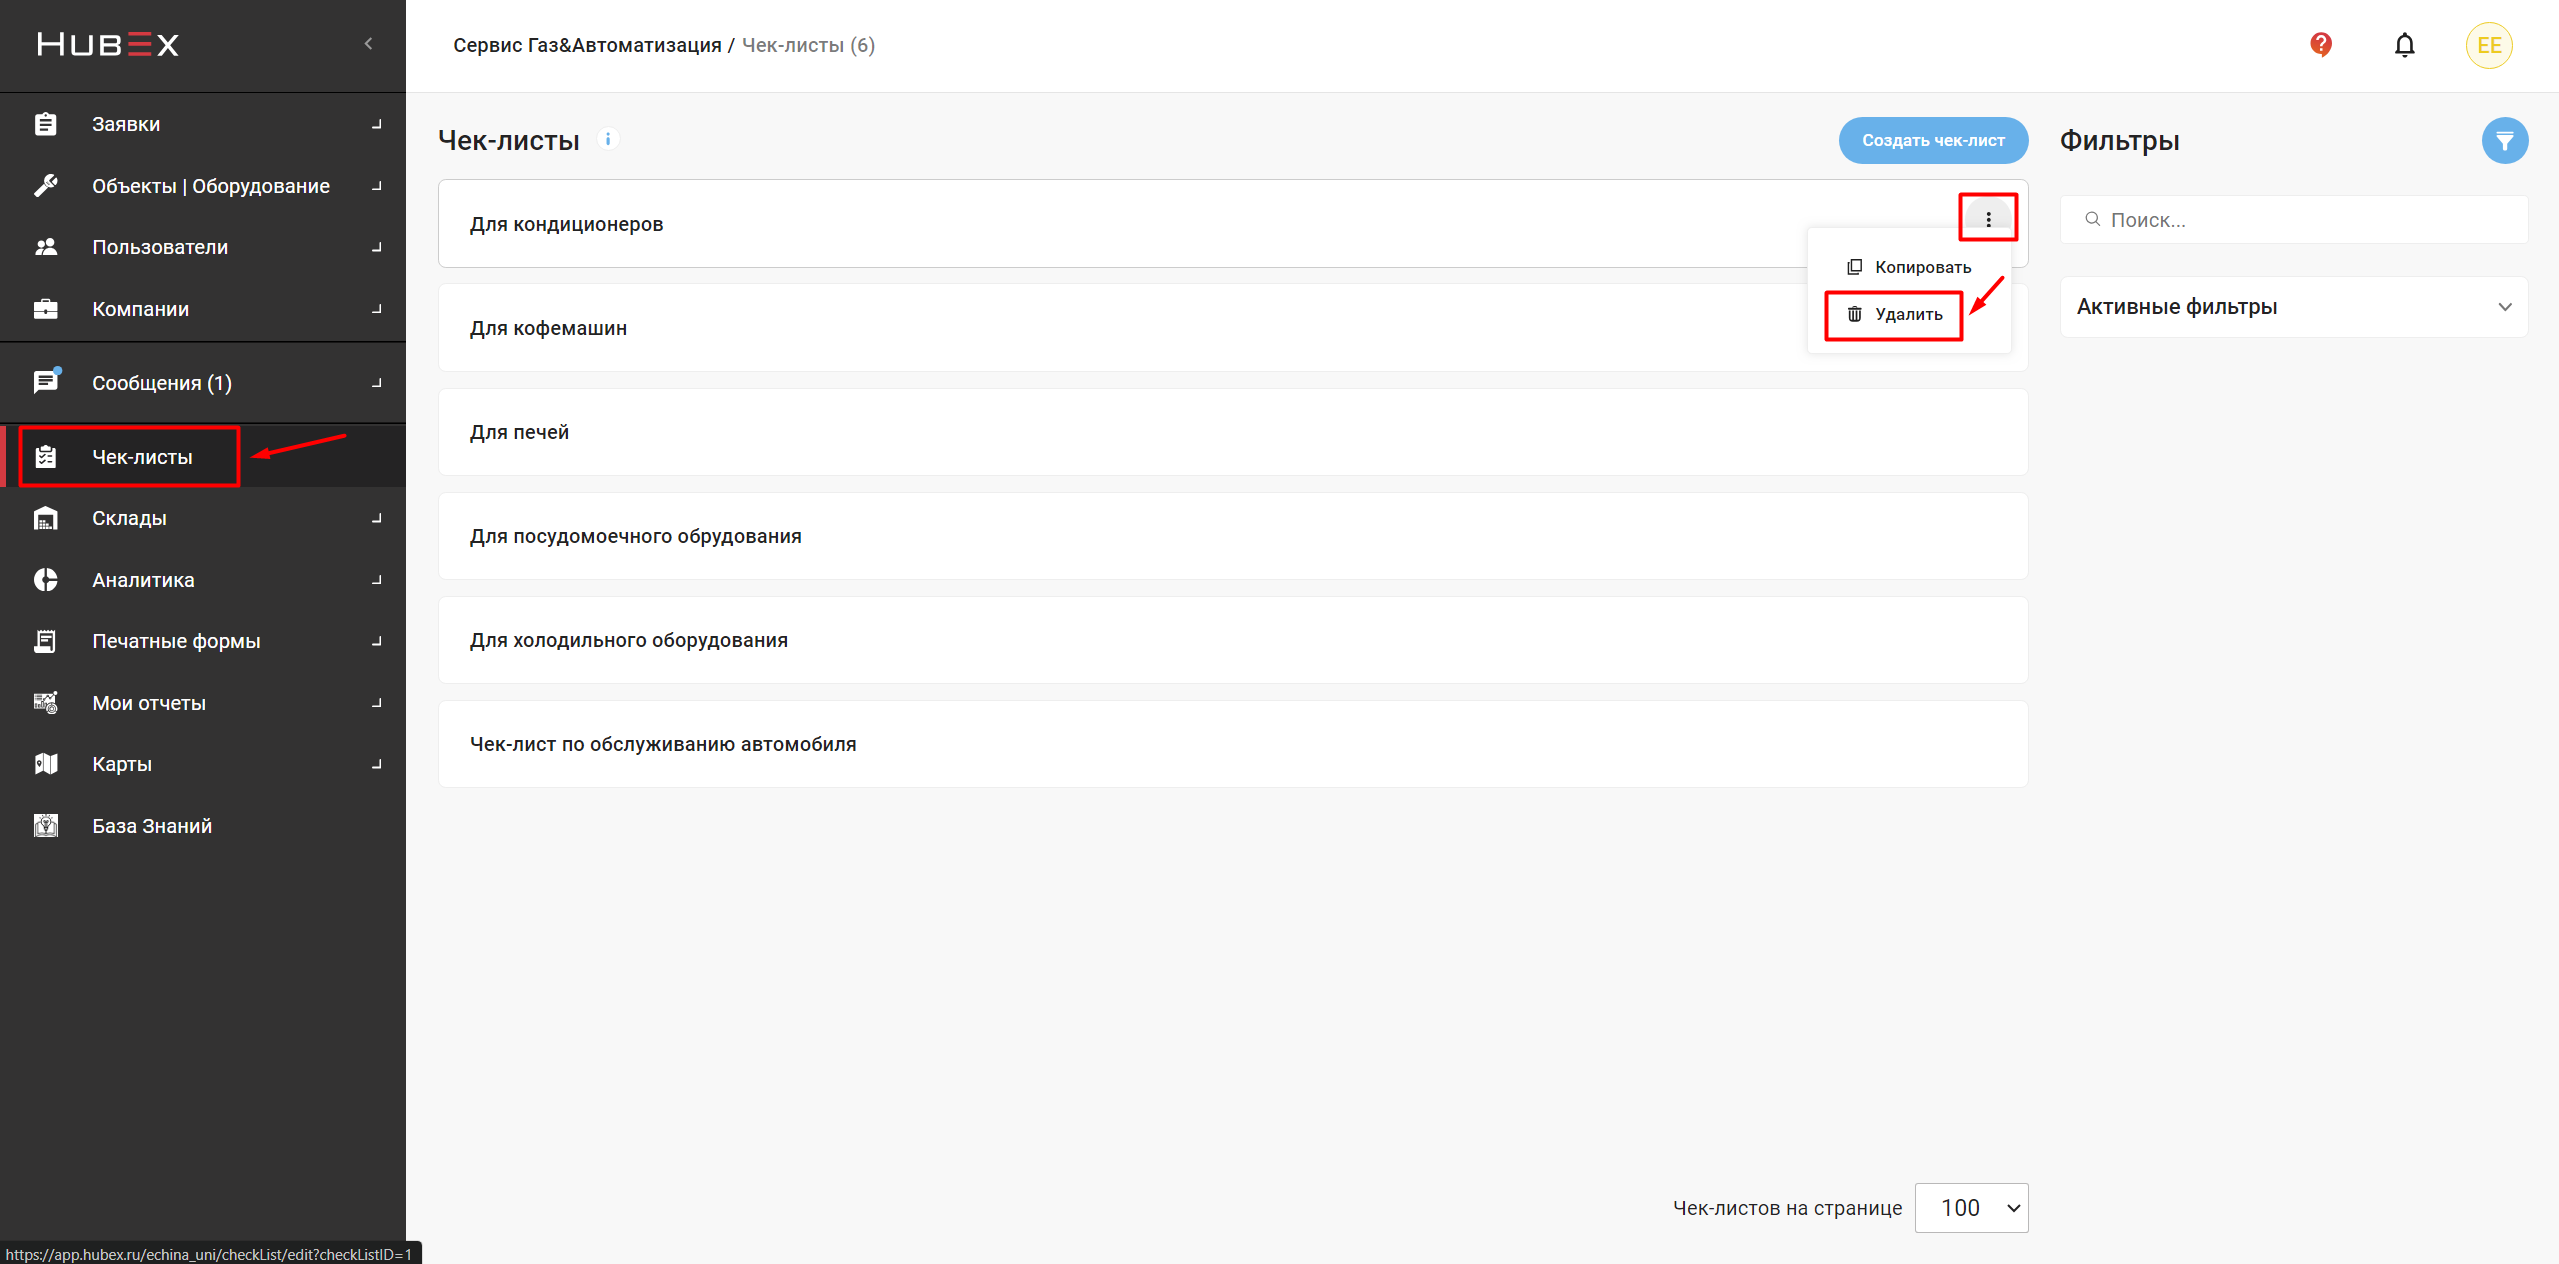 HUBEX
Сервис Газ&Автоматизация / Чек-листы (6)
EE
Заявки
Объекты | Оборудование
Пользователи
Компании
Сообщения (1)
Чек-листы
Склады
Аналитика
Печатные формы
Мои отчеты
Карты
База Знаний
Чек-листы
Создать чек-лист
Для кондиционеров
Копировать
Удалить
Для кофемашин
Для печей
Для посудомоечного обрудования
Для холодильного оборудования
Чек-лист по обслуживанию автомобиля
Фильтры
Поиск...
Активные фильтры
Чек-листов на странице 100
https://app.hubex.ru/echina_uni/checkList/edit?checkListID=1